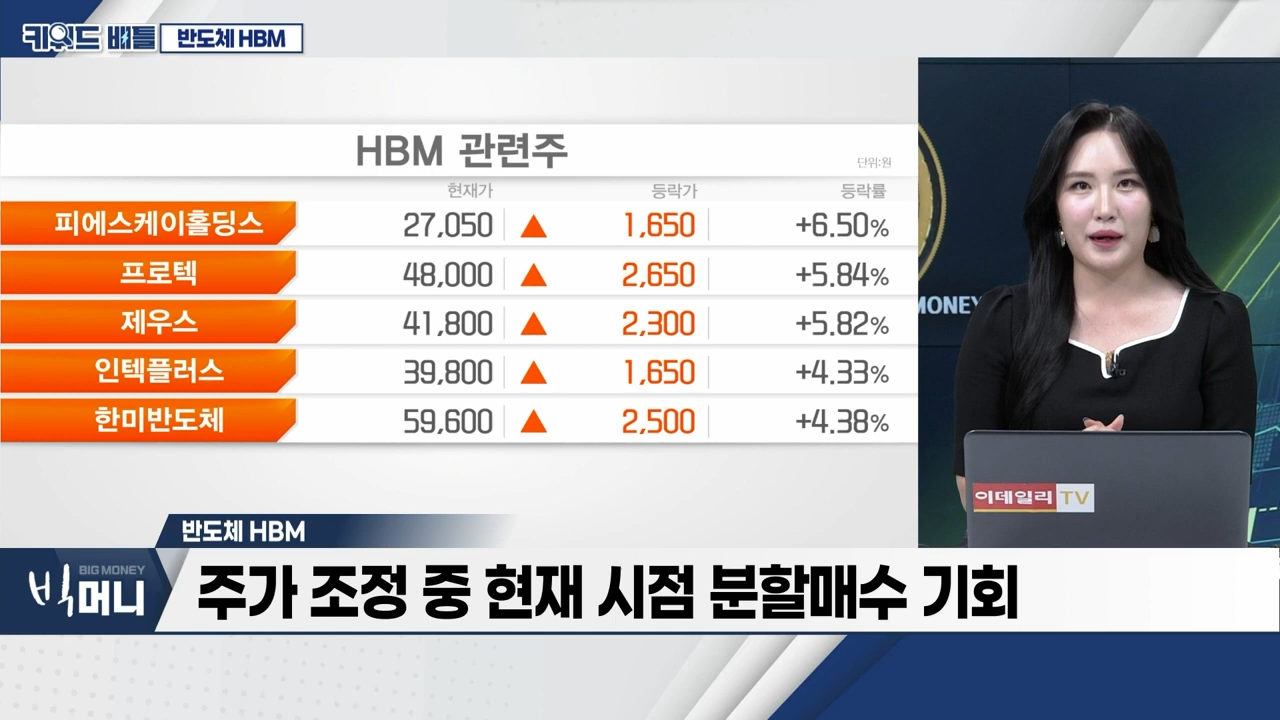 키워드 배틀 반도체 HBM
HBM 관련주
단위:원
현재가 등락가 등락률
피에스케이홀딩스 27,050 ▲ 1,650 +6.50%
프로텍 48,000 ▲ 2,650 +5.84%
제우스 41,800 ▲ 2,300 +5.82%
인텍플러스 39,800 ▲ 1,650 +4.33%
한미반도체 59,600 ▲ 2,500 +4.38%
MONEY
이데일리 TV
반도체 HBM
BIG MONEY
빅머니
주가 조정 중 현재 시점 분할매수 기회